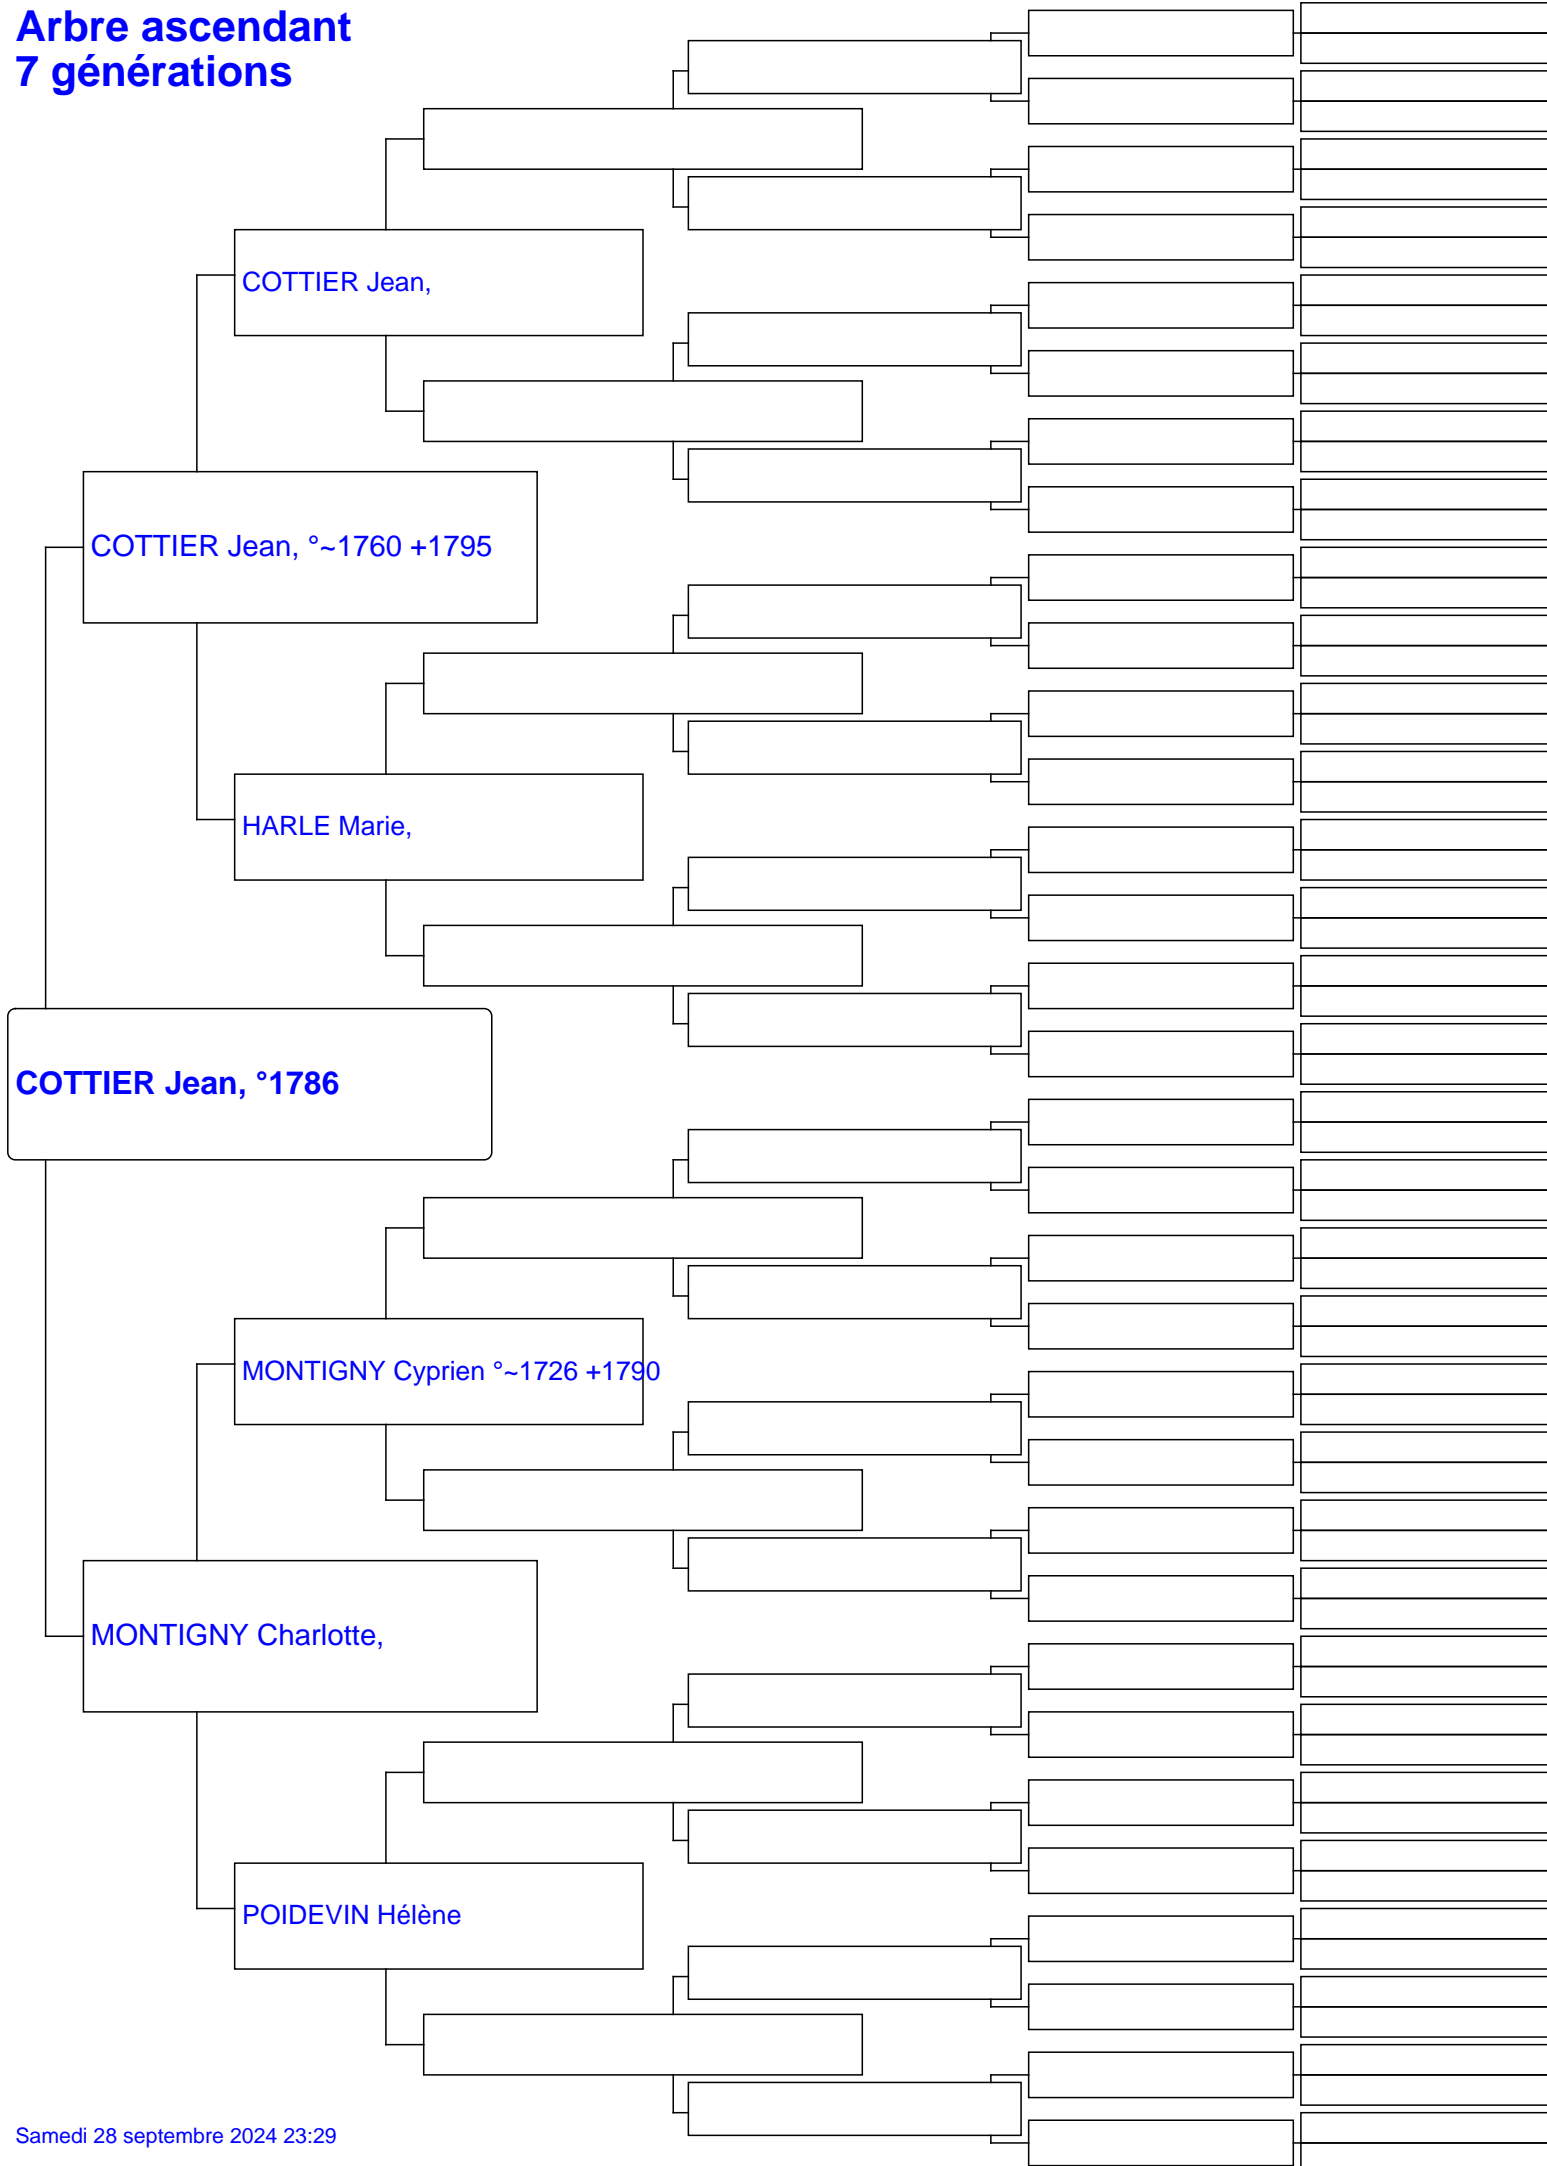 Arbre ascendant
7 générations
COTTIER Jean,
COTTIER Jean, °~1760 +1795
HARLE Marie,
COTTIER Jean, °1786
MONTIGNY Cyprien °~1726 +1790
MONTIGNY Charlotte,
POIDEVIN Hélène
Samedi 28 septembre 2024 23:29